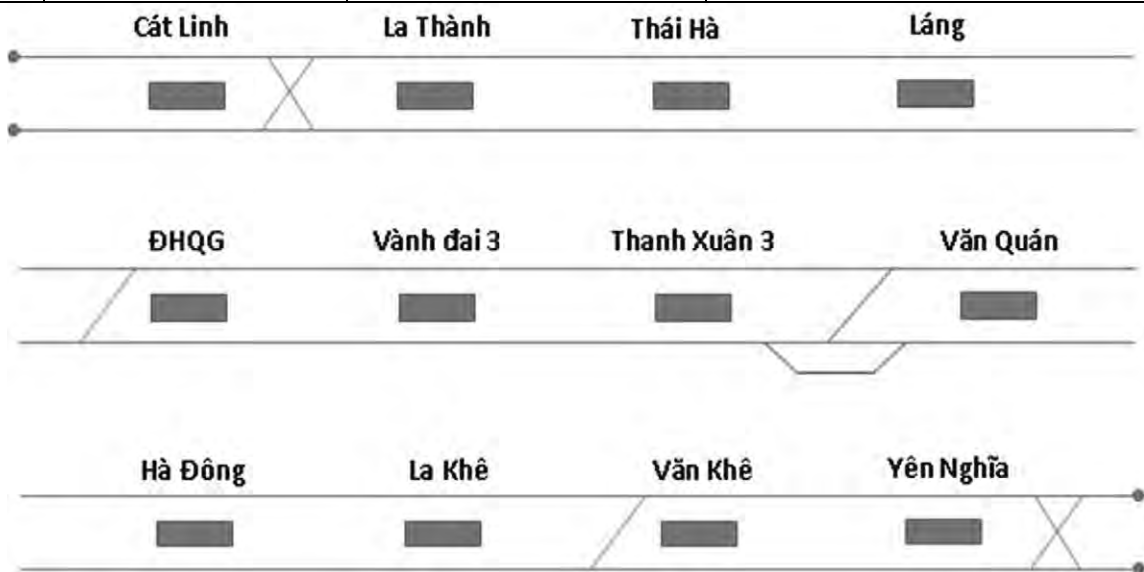 Cát Linh La Thành Thái Hà Láng
ĐHQG Vành đai 3 Thanh Xuân 3 Văn Quán
Hà Đông La Khê Văn Khê Yên Nghĩa